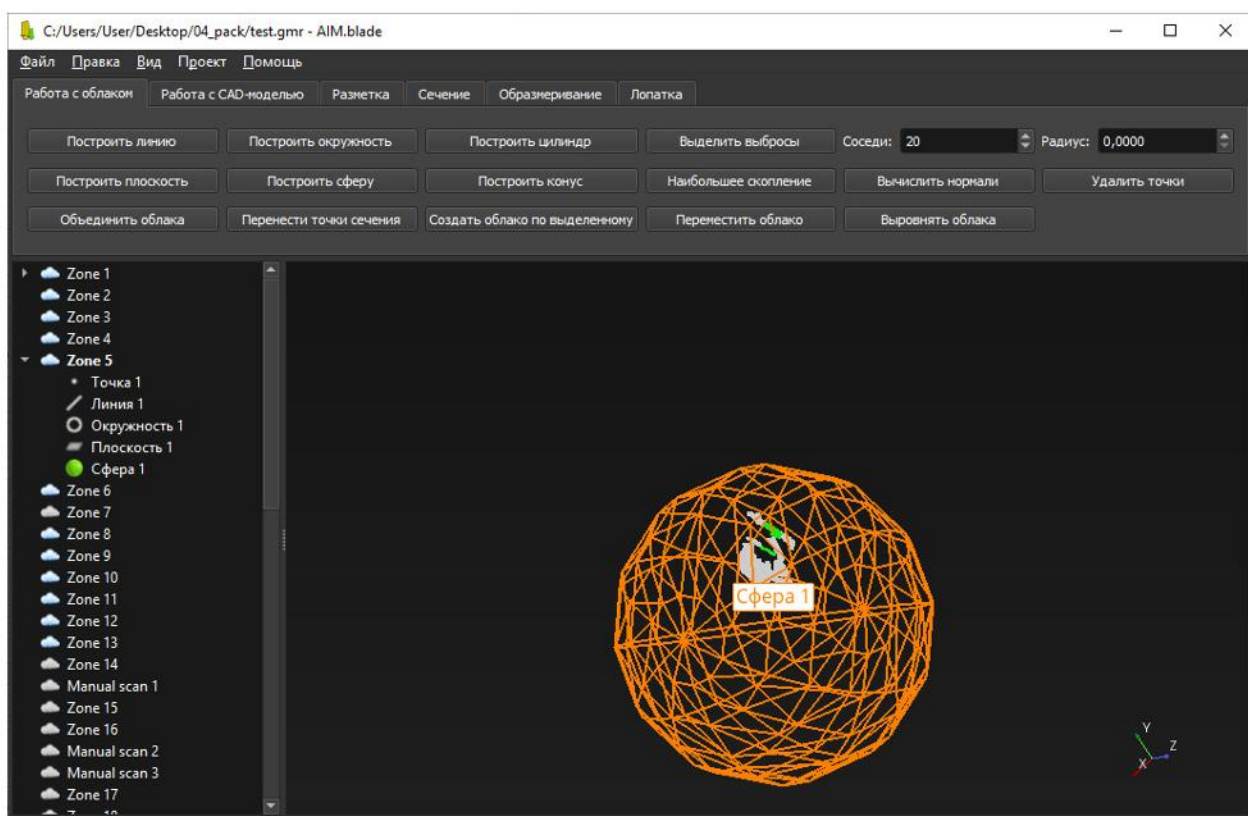 C:/Users/User/Desktop/04_pack/test.gmr - AIM.blade
Файл Правка Вид Проект Помощь
Работа с облаком Работа с CAD-моделью Разметка Сечение Образмеривание Лопатка
Построить линию Построить окружность Построить цилиндр Выделить выбросы Соседи: 20 Радиус: 0,0000
Построить плоскость Построить сферу Построить конус Наибольшее скопление Вычислить нормали Удалить точки
Объединить облака Перенести точки сечения Создать облако по выделенному Переместить облако Выровнять облака
Zone 1
Zone 2
Zone 3
Zone 4
Zone 5
Точка 1
Линия 1
Окружность 1
Плоскость 1
Сфера 1
Zone 6
Zone 7
Zone 8
Zone 9
Zone 10
Zone 11
Zone 12
Zone 13
Zone 14
Manual scan 1
Zone 15
Zone 16
Manual scan 2
Manual scan 3
Zone 17
Сфера 1
Y
Z
X